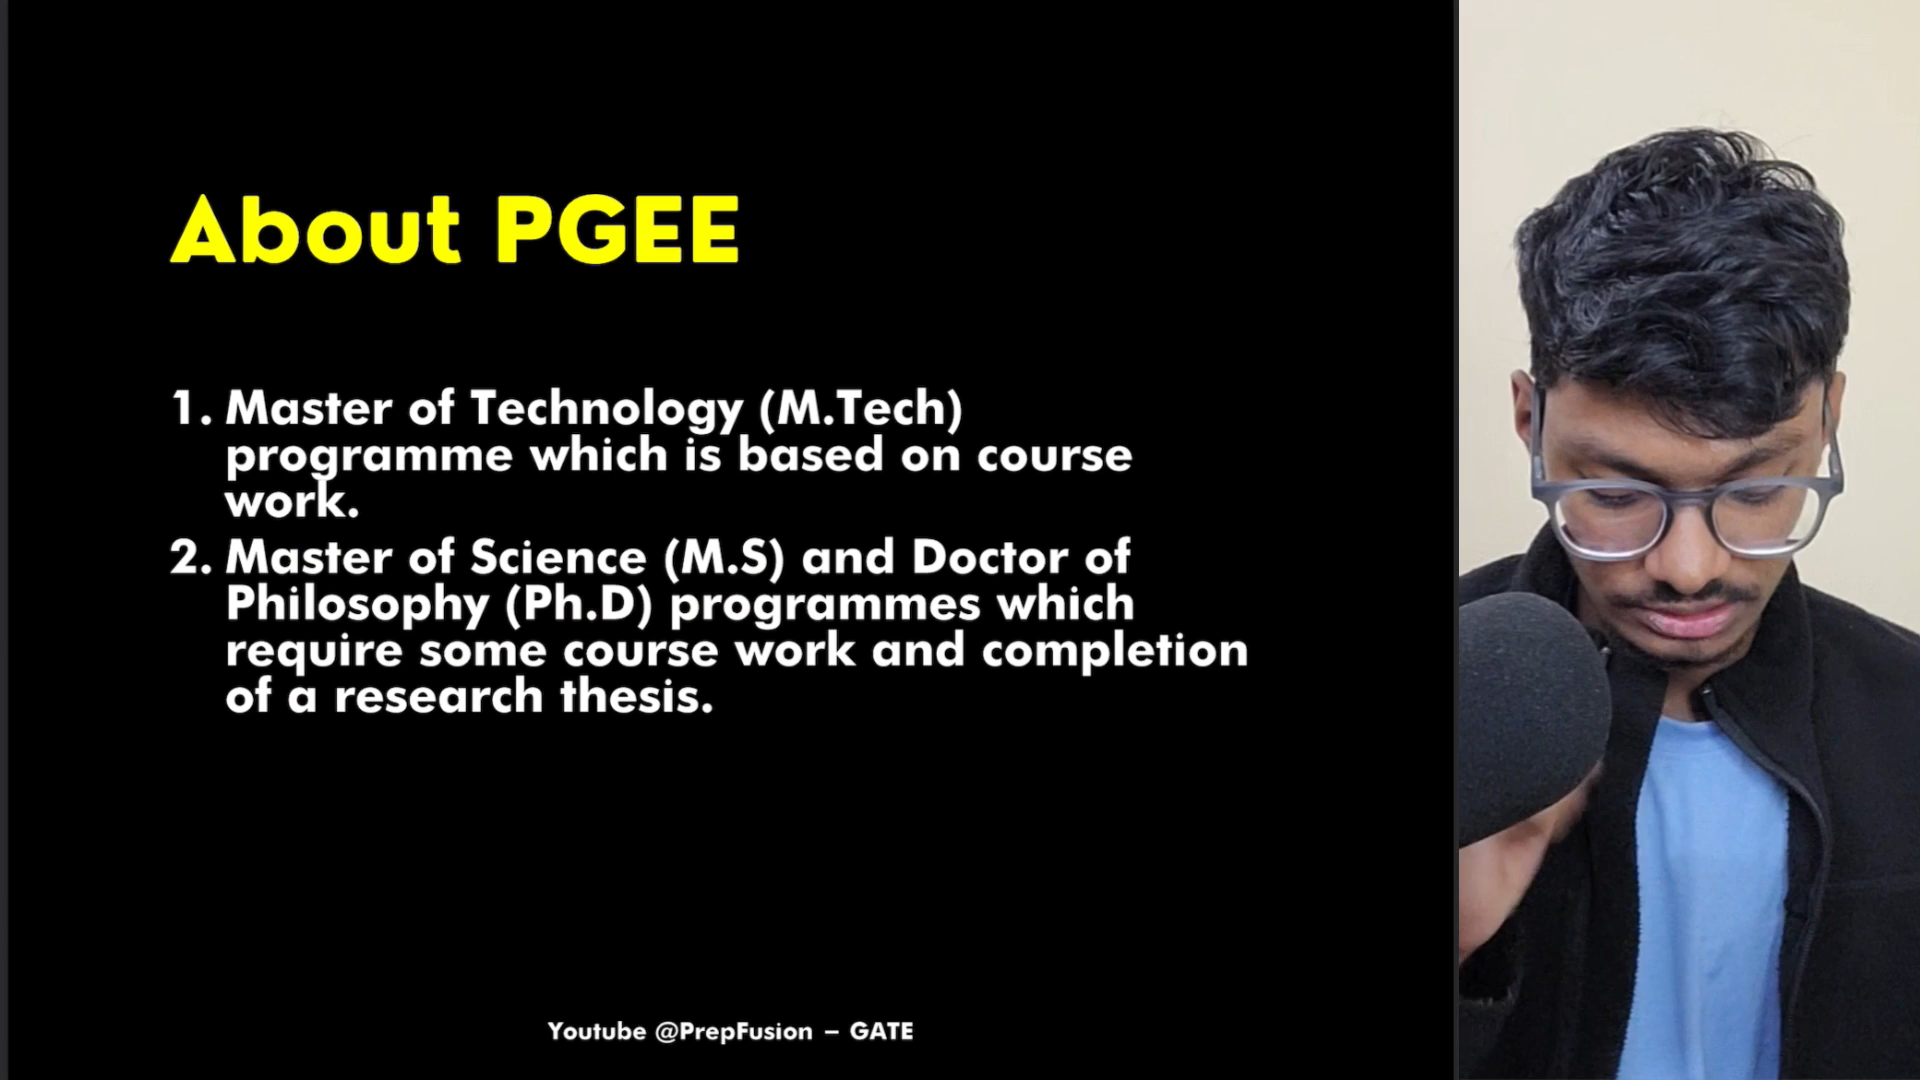 About PGEE
1. Master of Technology (M.Tech)
programme which is based on course
work.
2. Master of Science (M.S) and Doctor of
Philosophy (Ph.D) programmes which
require some course work and completion
of a research thesis.
Youtube @PrepFusion – GATE